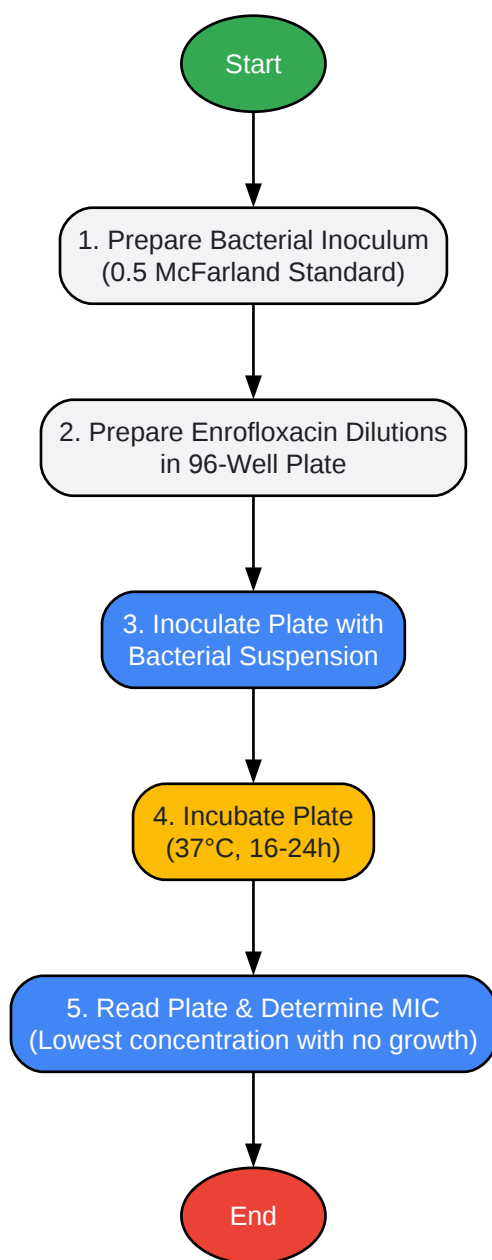 Start
1. Prepare Bacterial Inoculum
(0.5 McFarland Standard)
2. Prepare Enrofloxacin Dilutions
in 96-Well Plate
3. Inoculate Plate with
Bacterial Suspension
4. Incubate Plate
(37°C, 16-24h)
5. Read Plate & Determine MIC
(Lowest concentration with no growth)
End